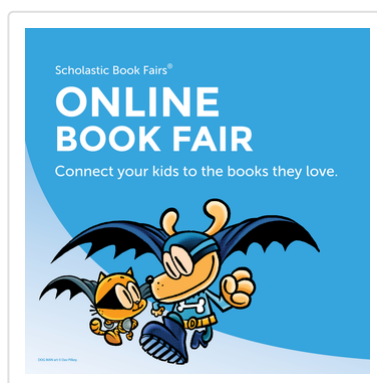 Scholastic Book Fairs®
ONLINE
BOOK FAIR
Connect your kids to the books they love.